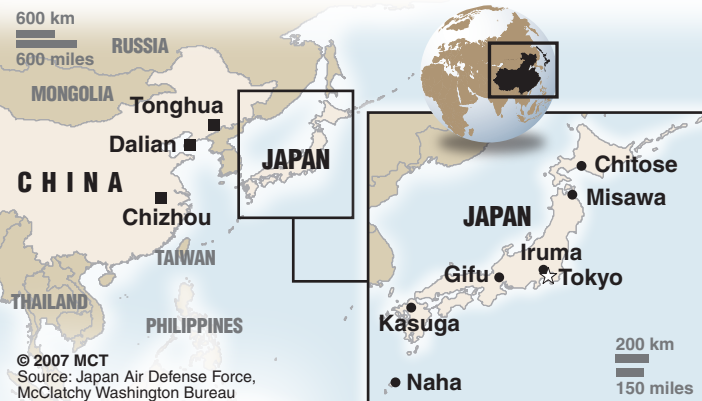 600 km
600 miles
RUSSIA
MONGOLIA
Tonghua
Dalian
JAPAN
CHINA
Chizhou
TAIWAN
THAILAND
PHILIPPINES
© 2007 MCT
Source: Japan Air Defense Force,
McClatchy Washington Bureau
Chitose
Misawa
JAPAN
Iruma
Gifu
Tokyo
Kasuga
Naha
200 km
150 miles